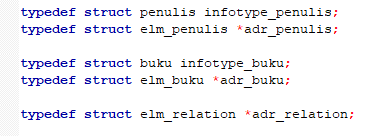 typedef struct penulis infotype_penulis;
typedef struct elm_penulis *adr_penulis;
typedef struct buku infotype_buku;
typedef struct elm_buku *adr_buku;
typedef struct elm_relation *adr_relation;